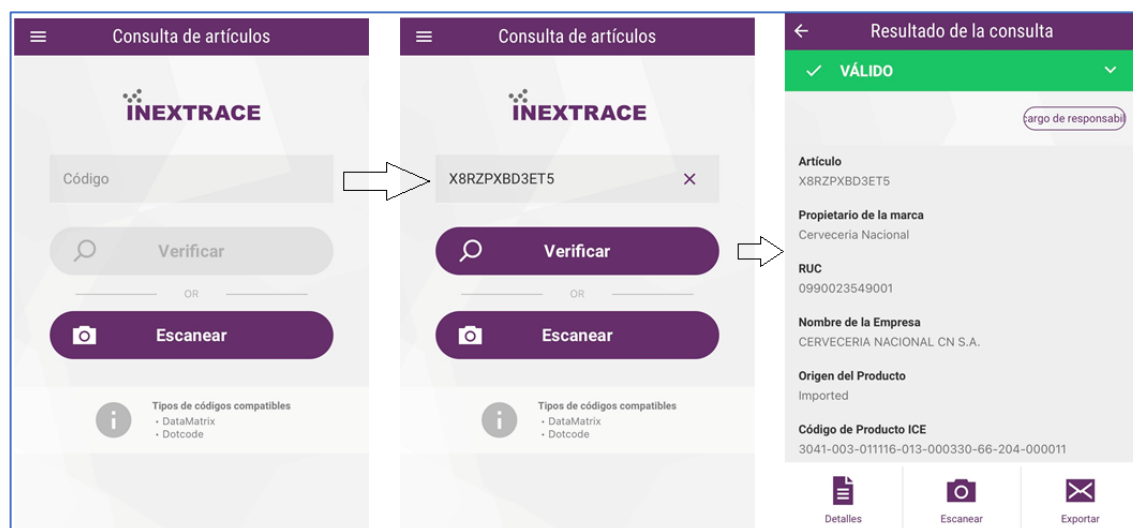 Consulta de artículos
INEXTRACE
Código
Verificar
OR
Escanear
Tipos de códigos compatibles
• DataMatrix
• Dotcode
Consulta de artículos
INEXTRACE
X8RZPXBD3ET5
Verificar
OR
Escanear
Tipos de códigos compatibles
• DataMatrix
• Dotcode
Resultado de la consulta
VÁLIDO
cargo de responsabil
Artículo
X8RZPXBD3ET5
Propietario de la marca
Cerveceria Nacional
RUC
0990023549001
Nombre de la Empresa
CERVECERIA NACIONAL CN S.A.
Origen del Producto
Imported
Código de Producto ICE
3041-003-011116-013-000330-66-204-000011
Detalles
Escanear
Exportar